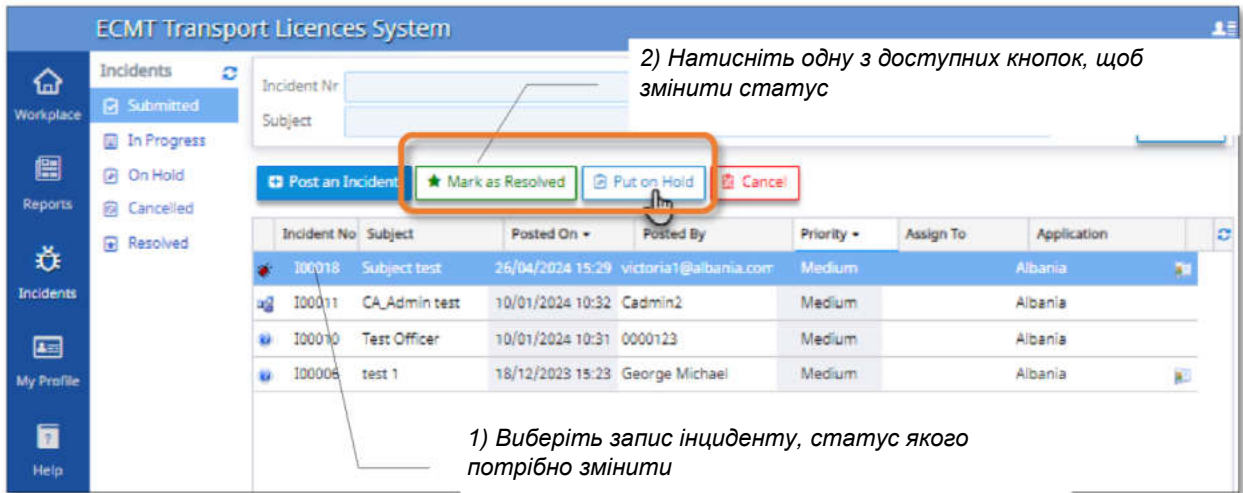 ECMT Transport Licences System
2) Натисніть одну з доступних кнопок, щоб
змінити статус
Workplace
Reports
Incidents
My Profile
Help
Incidents
Submitted
In Progress
On Hold
Cancelled
Resolved
Incident Nr
Subject
Post an Incident
Mark as Resolved
Put on Hold
Cancel
Incident No Subject Posted On Posted By Priority Assign To Application
I00018 Subject test 26/04/2024 15:29 victoria1@albania.com Medium Albania
I00011 CA_Admin test 10/01/2024 10:32 Cadmin2 Medium Albania
I00010 Test Officer 10/01/2024 10:31 0000123 Medium Albania
I00006 test 1 18/12/2023 15:23 George Michael Medium Albania
1) Виберіть запис інциденту, статус якого
потрібно змінити